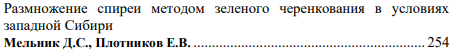 Размножение спиреи методом зеленого черенкования в условиях
западной Сибири
Мельник Д.С., Плотников Е.В. ................................................................ 254